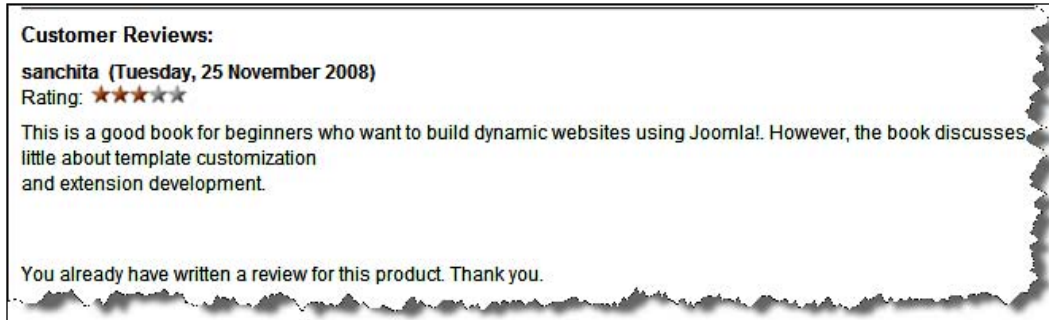 Customer Reviews:
sanchita (Tuesday, 25 November 2008)
Rating:
This is a good book for beginners who want to build dynamic websites using Joomla!. However, the book discusses
little about template customization
and extension development.
You already have written a review for this product. Thank you.